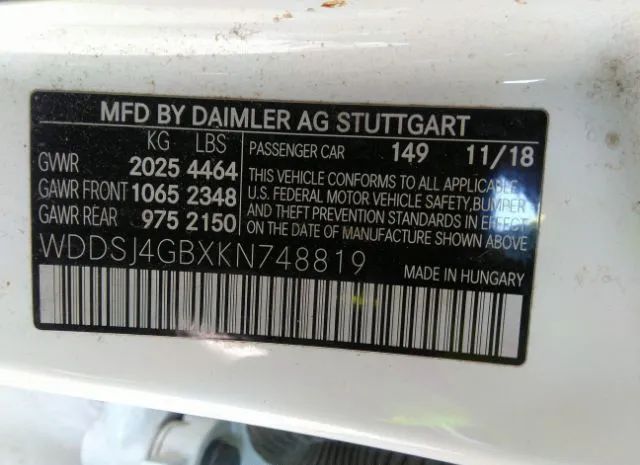 MFD BY DAIMLER AG STUTTGART
KG LBS
GVWR 2025 4464
GAWR FRONT 1065 2348
GAWR REAR 975 2150
PASSENGER CAR 149 11/18
THIS VEHICLE CONFORMS TO ALL APPLICABLE
U.S. FEDERAL MOTOR VEHICLE SAFETY, BUMPER,
AND THEFT PREVENTION STANDARDS IN EFFECT
ON THE DATE OF MANUFACTURE SHOWN ABOVE.
WDDSJ4GBXKN748819
MADE IN HUNGARY